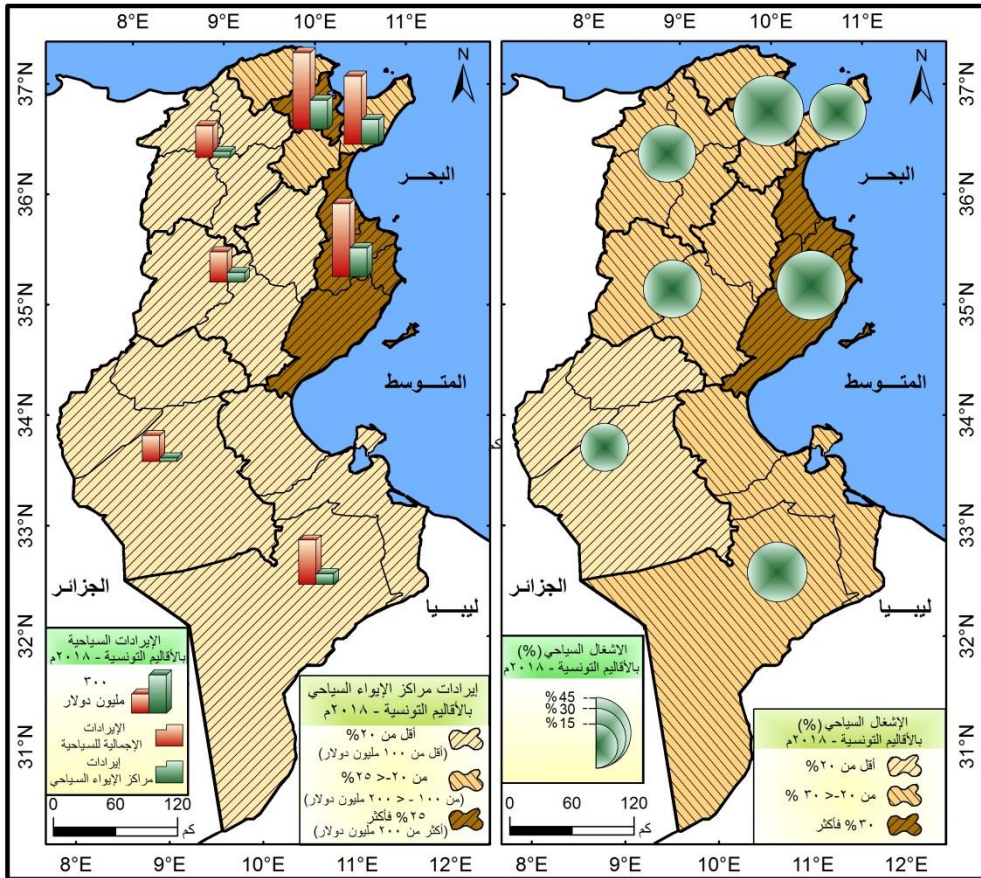 8°E 9°E 10°E 11°E
8°E 9°E 10°E 11°E
N
N
37°N
36°N
35°N
34°N
33°N
32°N
31°N
37°N
36°N
35°N
34°N
33°N
32°N
31°N
البحـــر
المتـــوسط
الجزائـر
كم
البحـــر
المتـــوسط
ليبـــيا
الجزائـر
ليبـــيا
الإيرادات السياحية
بالأقاليم التونسية - ٢٠١٨م
٣٠٠
مليون دولار
الإيرادات
الإجمالية للسياحية
إيرادات
مراكز الإيواء السياحي
0 60 120
كم
إيرادات مراكز الإيواء السياحي
بالأقاليم التونسية - ٢٠١٨م
أقل من ٢٠%
(أقل من ١٠٠ مليون دولار)
من ٢٠-< ٢٥%
(من ١٠٠ - < ٢٠٠ مليون دولار)
٢٥% فأكثر
(أكثر من ٢٠٠ مليون دولار)
الاشغال السياحي (%)
بالأقاليم التونسية - ٢٠١٨م
%45
%30
%15
0 60 120
كم
الإشغال السياحي (%)
بالأقاليم التونسية - ٢٠١٨م
أقل من ٢٠%
من ٢٠-< ٣٠ %
٣٠% فأكثر
8°E 9°E 10°E 11°E 12°E
8°E 9°E 10°E 11°E 12°E